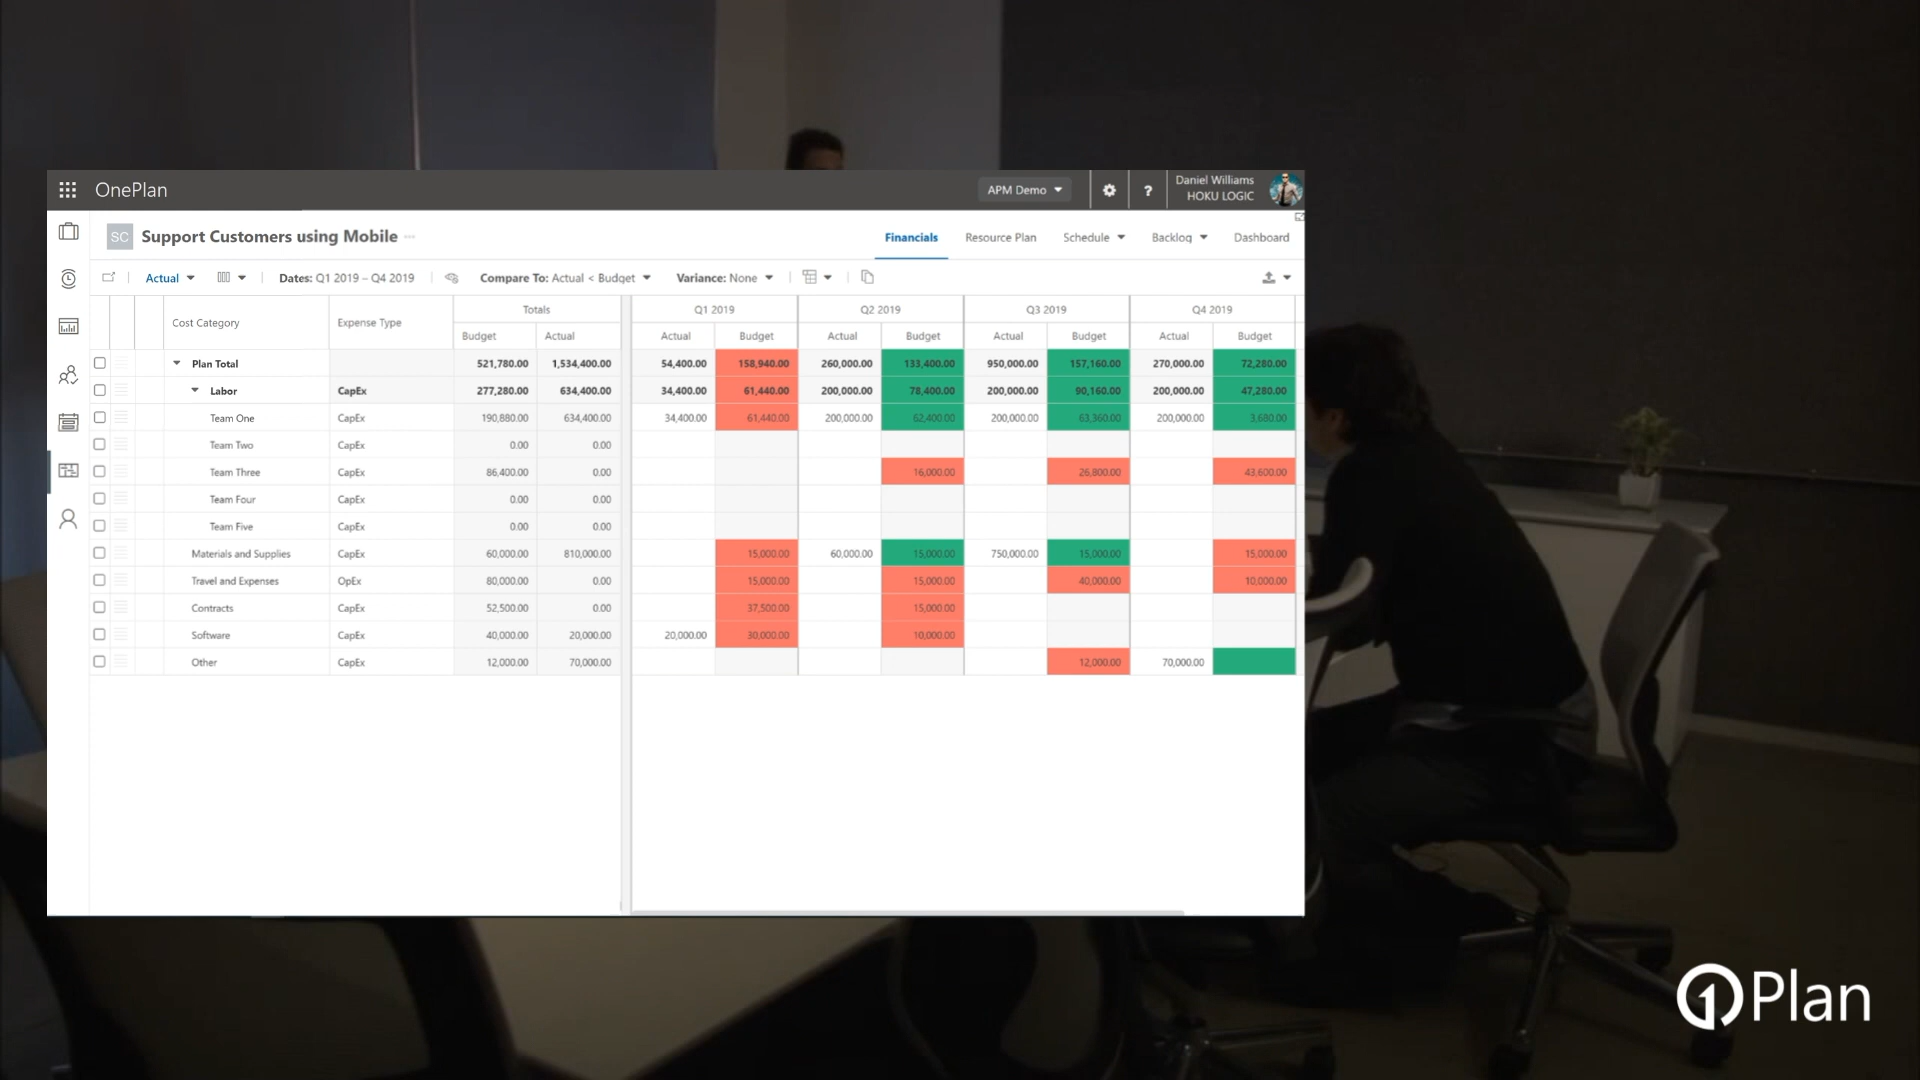 OnePlan
APM Demo
?
Daniel Williams
HOKU LOGIC
SC Support Customers using Mobile
Financials Resource Plan Schedule Backlog Dashboard
Actual Dates: Q1 2019 – Q4 2019 Compare To: Actual < Budget Variance: None
Cost Category Expense Type Totals Q1 2019 Q2 2019 Q3 2019 Q4 2019
Budget Actual Actual Budget Actual Budget Actual Budget Actual Budget
Plan Total 521,780.00 1,534,400.00 54,400.00 158,940.00 260,000.00 133,400.00 950,000.00 157,160.00 270,000.00 72,280.00
Labor CapEx 277,280.00 634,400.00 34,400.00 61,440.00 200,000.00 78,400.00 200,000.00 90,160.00 200,000.00 47,280.00
Team One CapEx 190,880.00 634,400.00 34,400.00 61,440.00 200,000.00 62,400.00 200,000.00 63,360.00 200,000.00 3,680.00
Team Two CapEx 0.00 0.00
Team Three CapEx 86,400.00 0.00 16,000.00 26,800.00 43,600.00
Team Four CapEx 0.00 0.00
Team Five CapEx 0.00 0.00
Materials and Supplies CapEx 60,000.00 810,000.00 15,000.00 60,000.00 15,000.00 750,000.00 15,000.00 15,000.00
Travel and Expenses OpEx 80,000.00 0.00 15,000.00 15,000.00 40,000.00 10,000.00
Contracts CapEx 52,500.00 0.00 37,500.00 15,000.00
Software CapEx 40,000.00 20,000.00 20,000.00 30,000.00 10,000.00
Other CapEx 12,000.00 70,000.00 12,000.00 70,000.00
1Plan